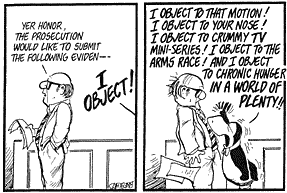 YER HONOR,
THE PROSECUTION
WOULD LIKE TO SUBMIT
THE FOLLOWING EVIDEN---
I
OBJECT!
I OBJECT TO THAT MOTION! I
OBJECT TO YOUR NOSE! I
OBJECT TO CRUMMY TV
MINI-SERIES! I OBJECT TO THE
ARMS RACE! AND I OBJECT
TO CHRONIC HUNGER
IN A WORLD OF
PLENTY!!